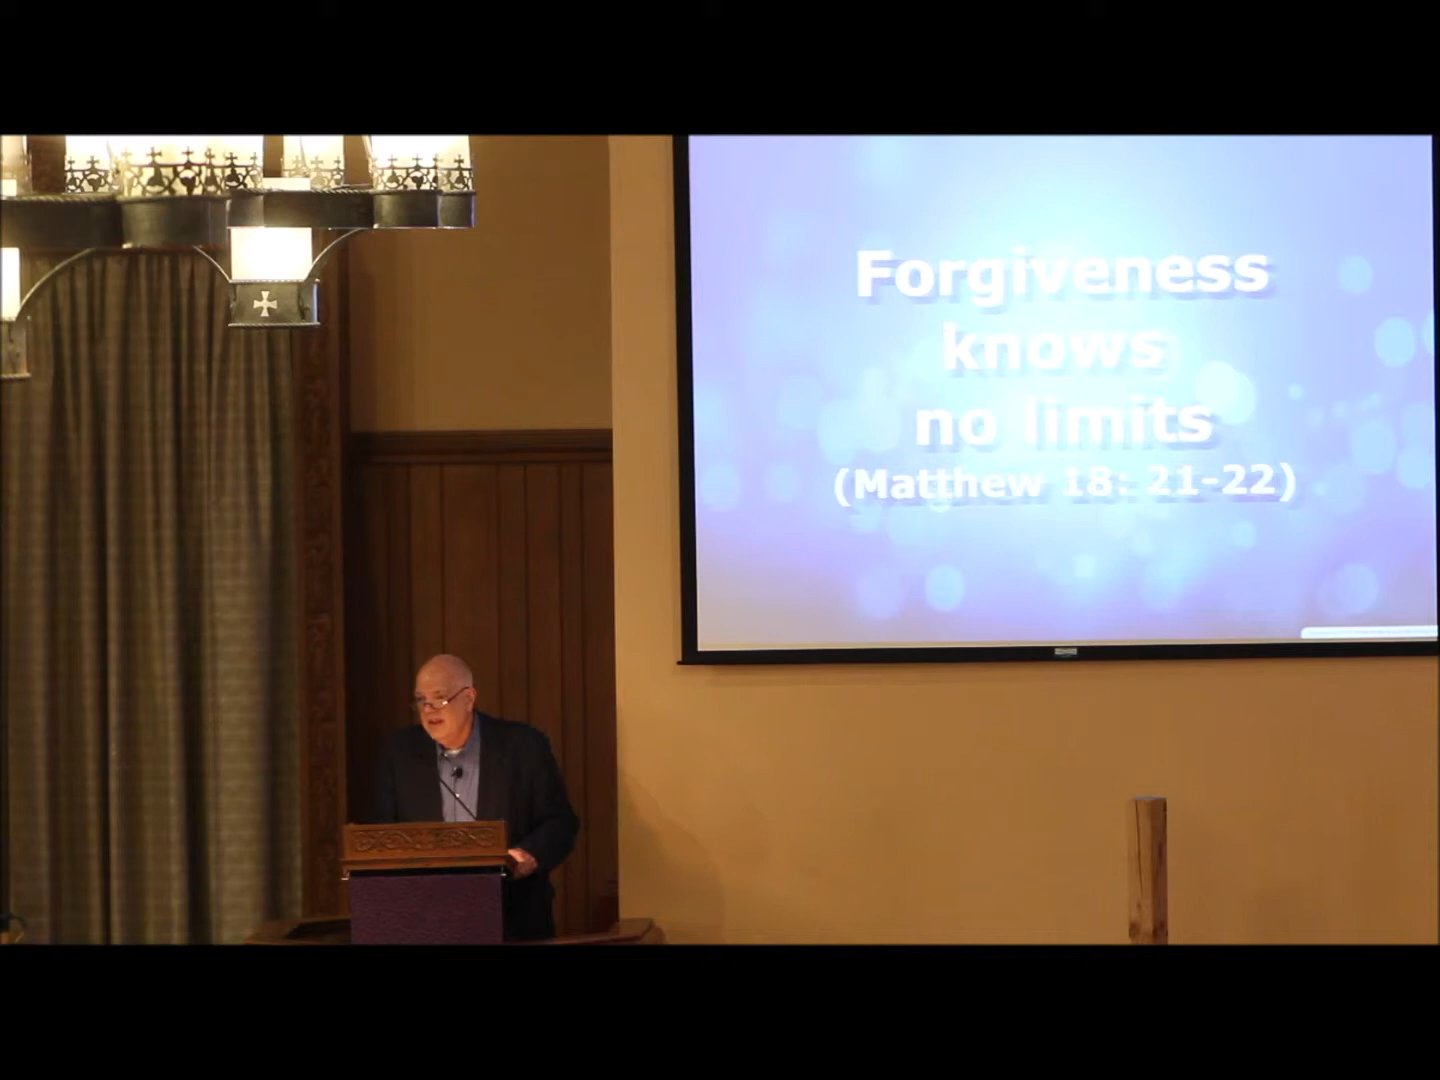 Forgiveness
knows
no limits
(Matthew 18: 21-22)